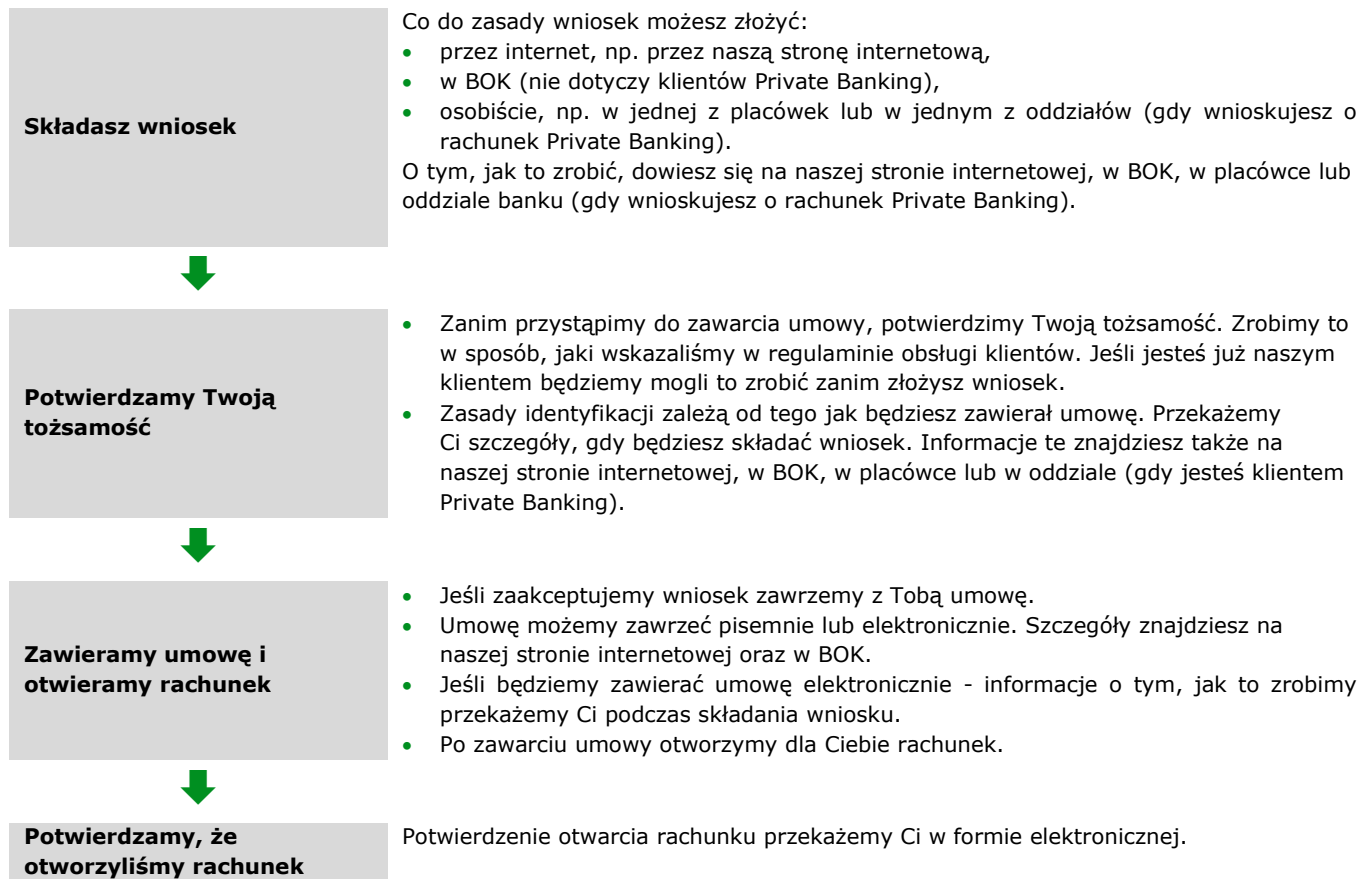 Składasz wniosek
Co do zasady wniosek możesz złożyć:
• przez internet, np. przez naszą stronę internetową,
• w BOK (nie dotyczy klientów Private Banking),
• osobiście, np. w jednej z placówek lub w jednym z oddziałów (gdy wnioskujesz o
rachunek Private Banking).
O tym, jak to zrobić, dowiesz się na naszej stronie internetowej, w BOK, w placówce lub
oddziale banku (gdy wnioskujesz o rachunek Private Banking).
Potwierdzamy Twoją
tożsamość
• Zanim przystąpimy do zawarcia umowy, potwierdzimy Twoją tożsamość. Zrobimy to
w sposób, jaki wskazaliśmy w regulaminie obsługi klientów. Jeśli jesteś już naszym
klientem będziemy mogli to zrobić zanim złożysz wniosek.
• Zasady identyfikacji zależą od tego jak będziesz zawierał umowę. Przekażemy
Ci szczegóły, gdy będziesz składać wniosek. Informacje te znajdziesz także na
naszej stronie internetowej, w BOK, w placówce lub w oddziale (gdy jesteś klientem
Private Banking).
Zawieramy umowę i
otwieramy rachunek
• Jeśli zaakceptujemy wniosek zawrzemy z Tobą umowę.
• Umowę możemy zawrzeć pisemnie lub elektronicznie. Szczegóły znajdziesz na
naszej stronie internetowej oraz w BOK.
• Jeśli będziemy zawierać umowę elektronicznie - informacje o tym, jak to zrobimy
przekażemy Ci podczas składania wniosku.
• Po zawarciu umowy otworzymy dla Ciebie rachunek.
Potwierdzamy, że
otworzyliśmy rachunek
Potwierdzenie otwarcia rachunku przekażemy Ci w formie elektronicznej.